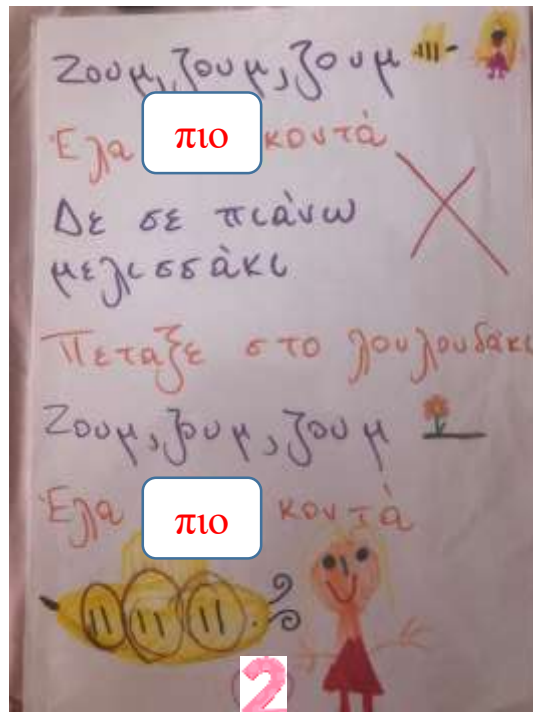 Ζουμ, ζουμ, ζουμ
Έλα πιο κοντά
Δε σε πιάνω
μελισσάκι
Πεταξε στο λουλουδάκι
Ζουμ, ζουμ, ζουμ
Έλα πιο κοντά
2